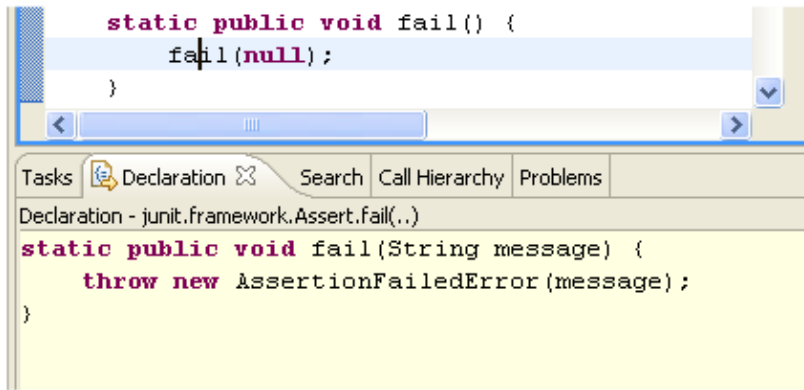 static public void fail() {
fail(null);
}
Tasks Declaration Search Call Hierarchy Problems
Declaration - junit.framework.Assert.fail(..)
static public void fail(String message) {
throw new AssertionFailedError(message);
}